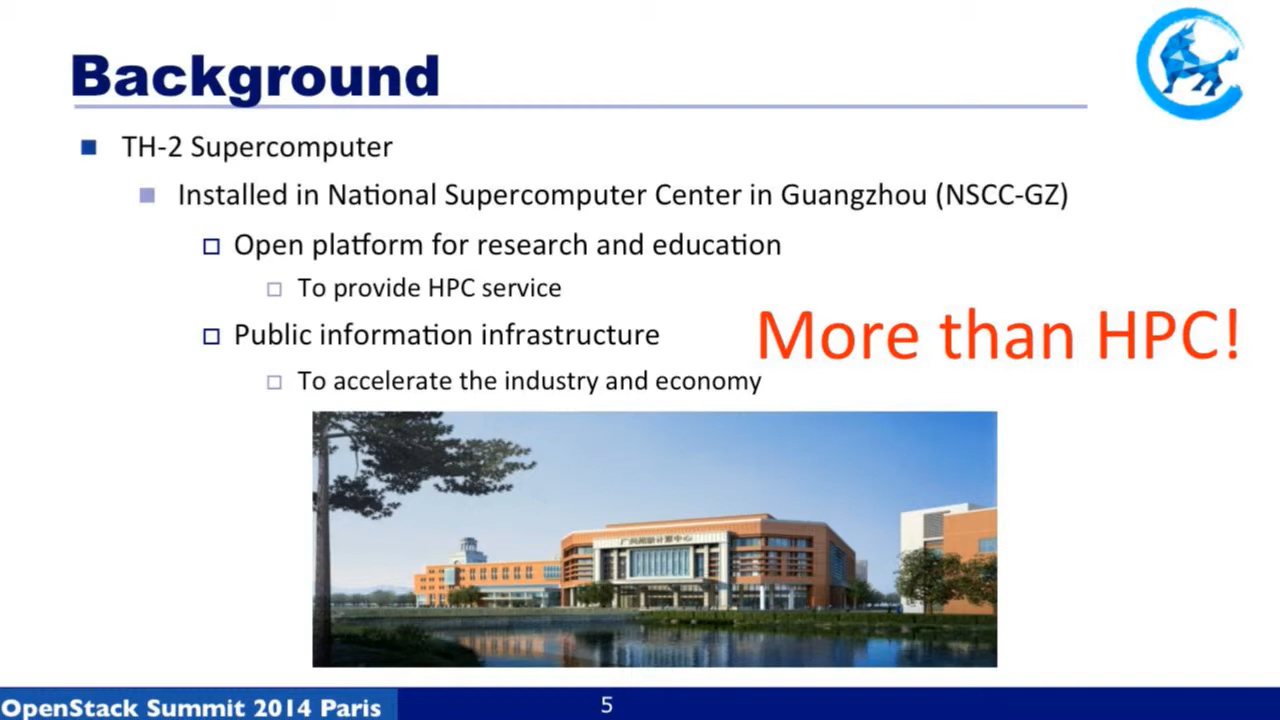 Background
TH-2 Supercomputer
Installed in National Supercomputer Center in Guangzhou (NSCC-GZ)
Open platform for research and education
To provide HPC service
Public information infrastructure
More than HPC!
To accelerate the industry and economy
OpenStack Summit 2014 Paris
5